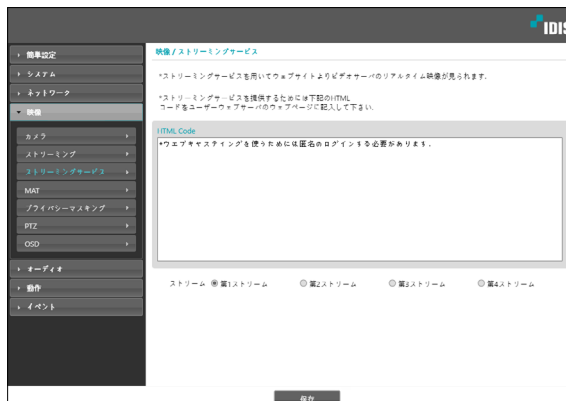 IDIS
簡単設定
システム
ネットワーク
映像
カメラ
ストリーミング
ストリーミングサービス
MAT
プライバシーマスキング
PTZ
OSD
オーディオ
動作
イベント
映像 / ストリーミングサービス
*ストリーミングサービスを用いてウェブサイトよりビデオサーバのリアルタイム映像が見られます.
*ストリーミングサービスを提供するためには下記のHTML
コードをユーザーウェブサーバのウェブページに記入して下さい.
HTML Code
*ウエブキャスティングを使うためには匿名のログインする必要があります.
ストリーム 第1ストリーム 第2ストリーム 第3ストリーム 第4ストリーム
保存